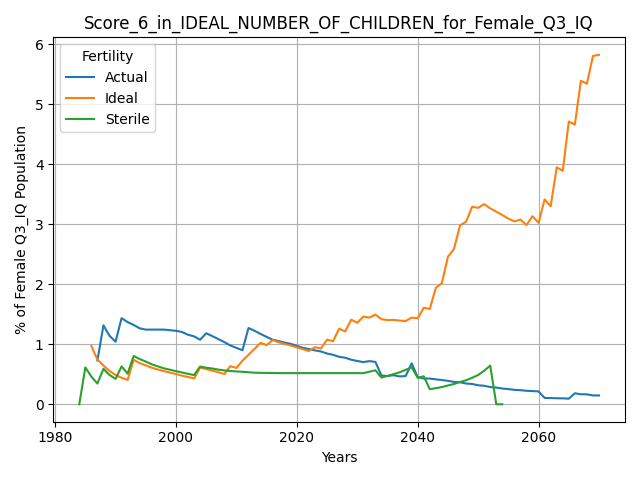 Score_6_in_IDEAL_NUMBER_OF_CHILDREN_for_Female_Q3_IQ
Fertility
Actual
Ideal
Sterile
% of Female Q3_IQ Population
6
5
4
3
2
1
0
1980 2000 2020 2040 2060
Years